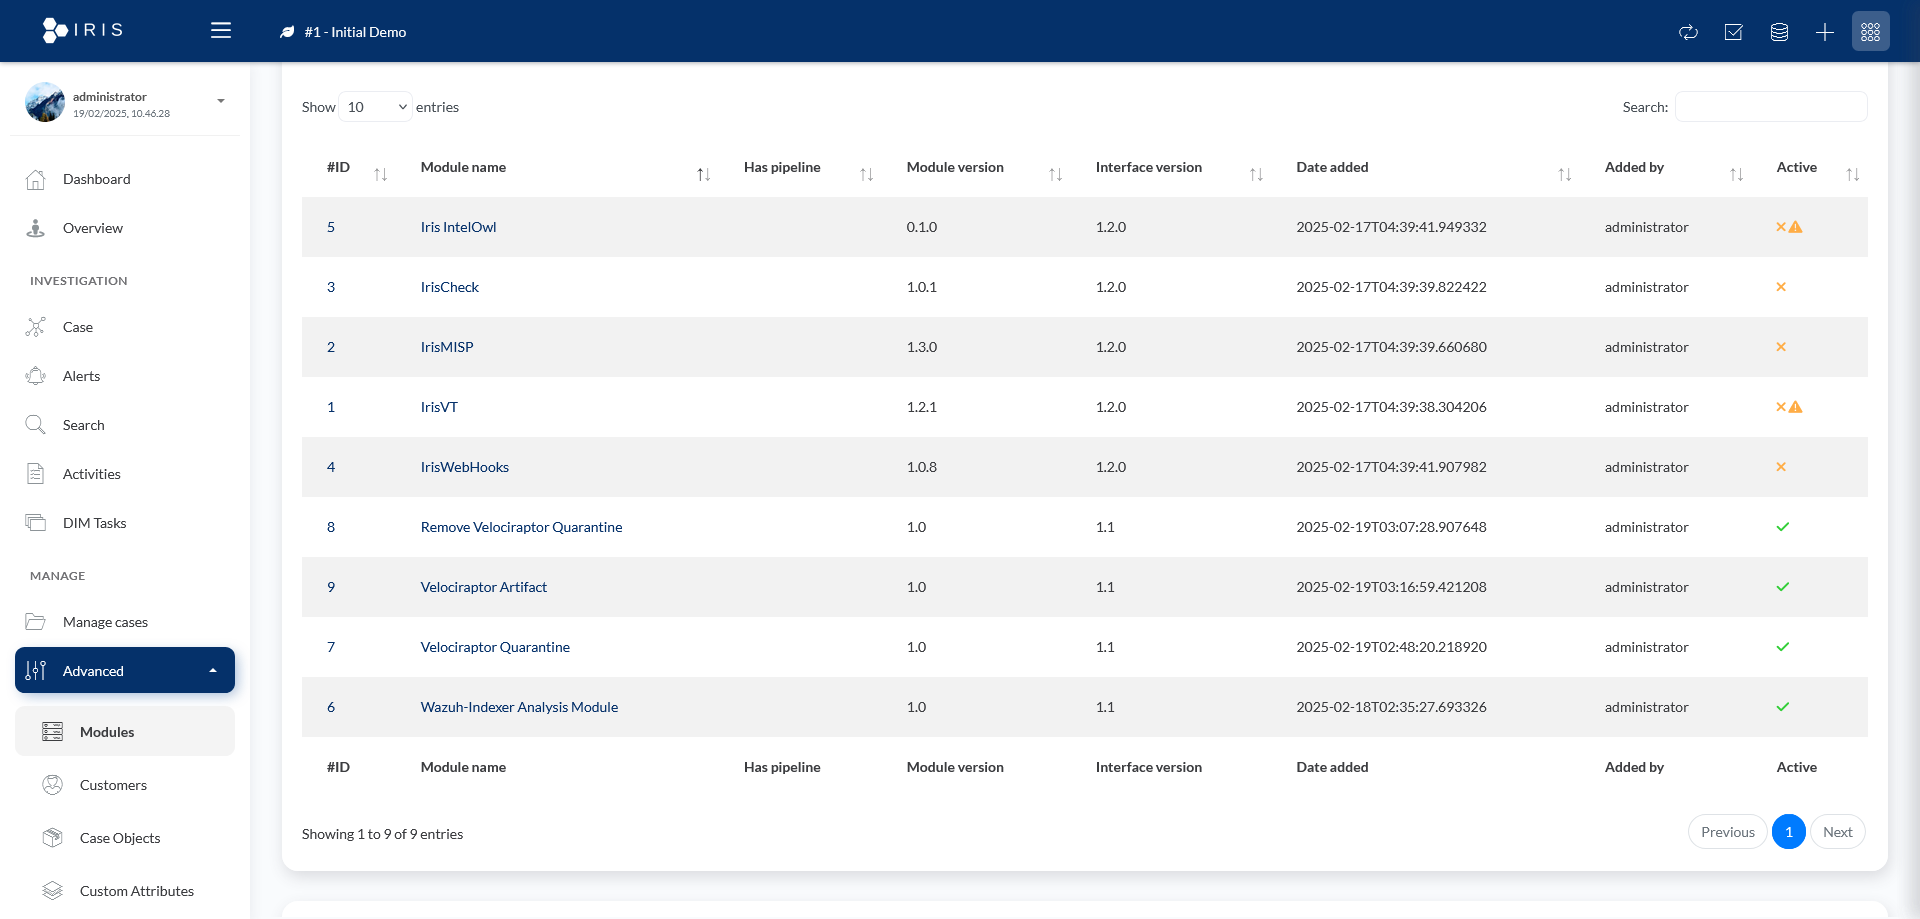 IRIS
#1 - Initial Demo
administrator
19/02/2025, 10.46.28
Dashboard
Overview
INVESTIGATION
Case
Alerts
Search
Activities
DIM Tasks
MANAGE
Manage cases
Advanced
Modules
Customers
Case Objects
Custom Attributes
Show 10 entries
Search:
#ID Module name Has pipeline Module version Interface version Date added Added by Active
5 Iris IntelOwl 0.1.0 1.2.0 2025-02-17T04:39:41.949332 administrator
3 IrisCheck 1.0.1 1.2.0 2025-02-17T04:39:39.822422 administrator
2 IrisMISP 1.3.0 1.2.0 2025-02-17T04:39:39.660680 administrator
1 IrisVT 1.2.1 1.2.0 2025-02-17T04:39:38.304206 administrator
4 IrisWebHooks 1.0.8 1.2.0 2025-02-17T04:39:41.907982 administrator
8 Remove Velociraptor Quarantine 1.0 1.1 2025-02-19T03:07:28.907648 administrator
9 Velociraptor Artifact 1.0 1.1 2025-02-19T03:16:59.421208 administrator
7 Velociraptor Quarantine 1.0 1.1 2025-02-19T02:48:20.218920 administrator
6 Wazuh-Indexer Analysis Module 1.0 1.1 2025-02-18T02:35:27.693326 administrator
#ID Module name Has pipeline Module version Interface version Date added Added by Active
Showing 1 to 9 of 9 entries
Previous 1 Next